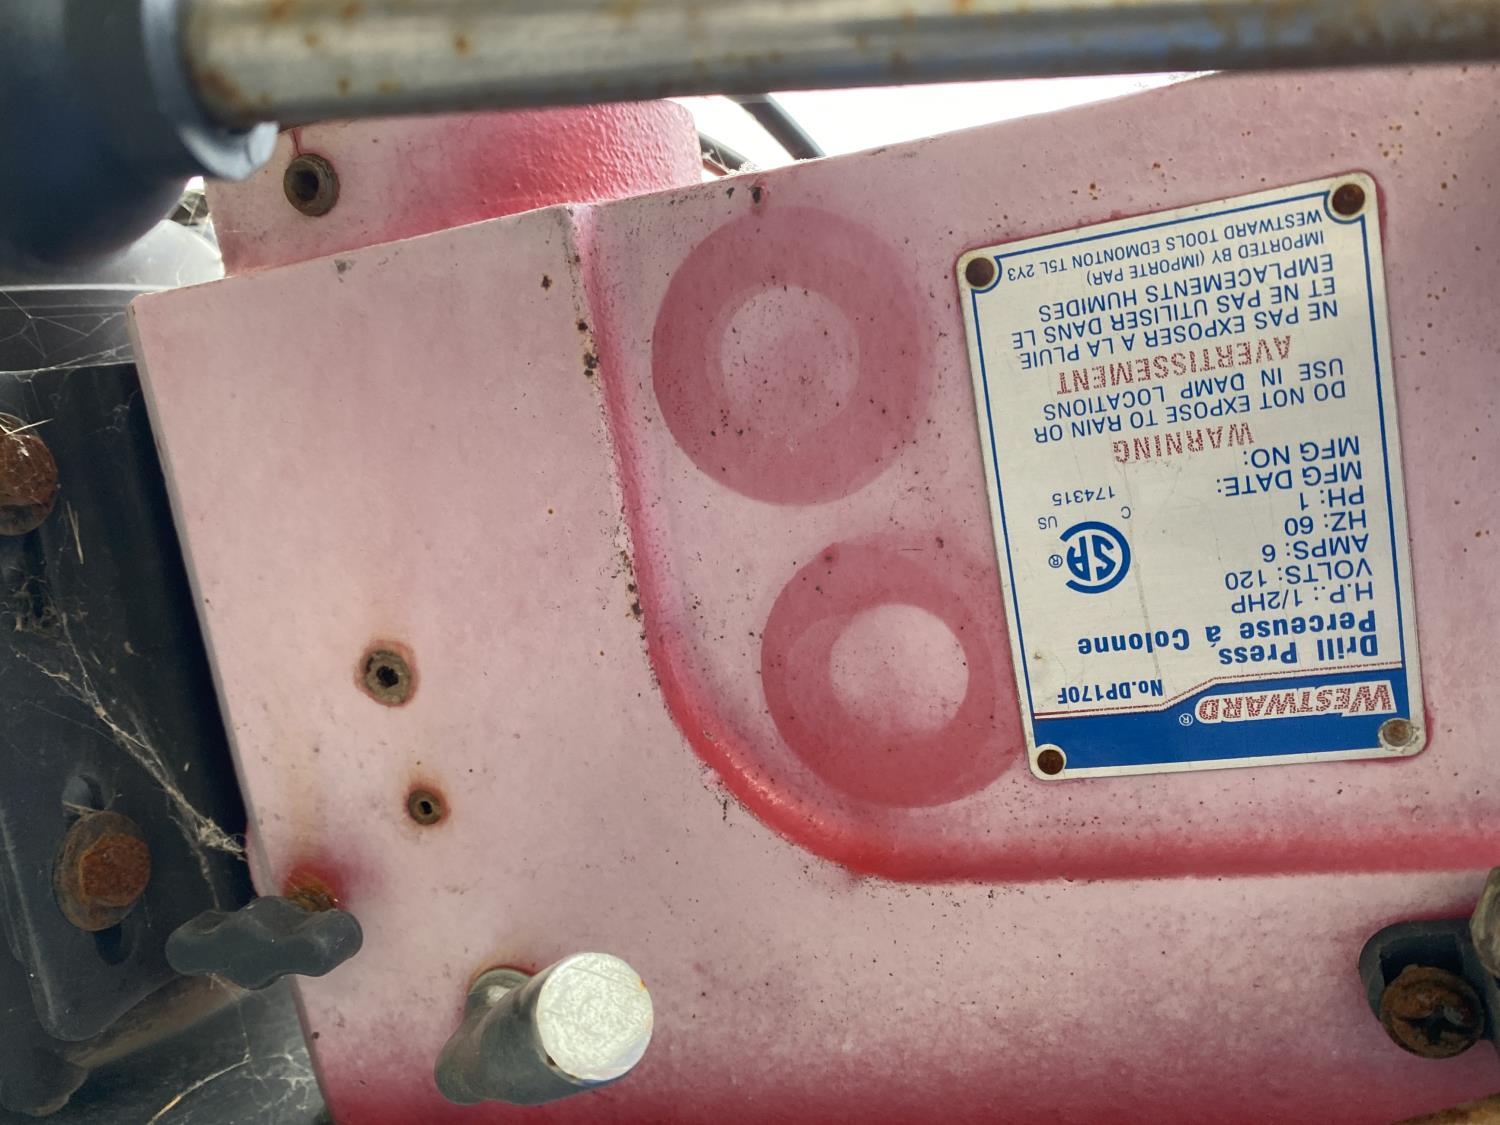 WESTWARD®
No.DP170F
Drill Press
Perceuse á Colonne
H.P.: 1/2HP
VOLTS: 120
AMPS: 6
HZ: 60
PH: 1
MFG DATE:
MFG NO:
SA ®
C US
174315
WARNING
DO NOT EXPOSE TO RAIN OR
USE IN DAMP LOCATIONS
AVERTISSEMENT
NE PAS EXPOSER A LA PLUIE
ET NE PAS UTILISER DANS LE
EMPLACEMENTS HUMIDES
IMPORTED BY (IMPORTE PAR)
WESTWARD TOOLS EDMONTON T5L 2Y3